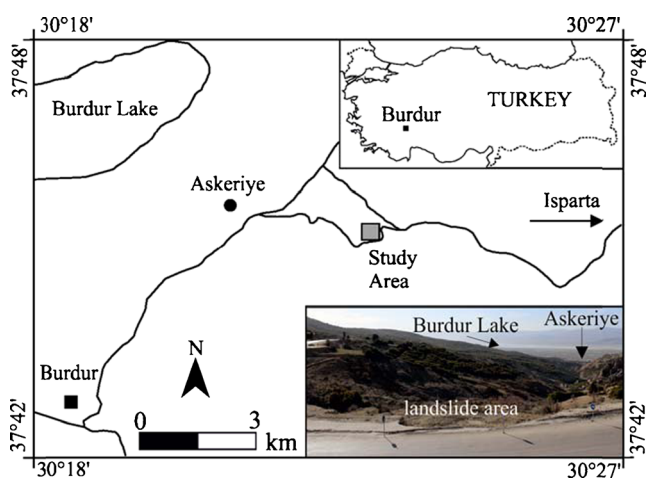 30°18'
30°27'
37°48'
37°48'
Burdur Lake
TURKEY
Burdur
Askeriye
Isparta
Study
Area
Burdur Lake
Askeriye
N
Burdur
landslide area
0
3
km
37°42'
37°42'
30°18'
30°27'